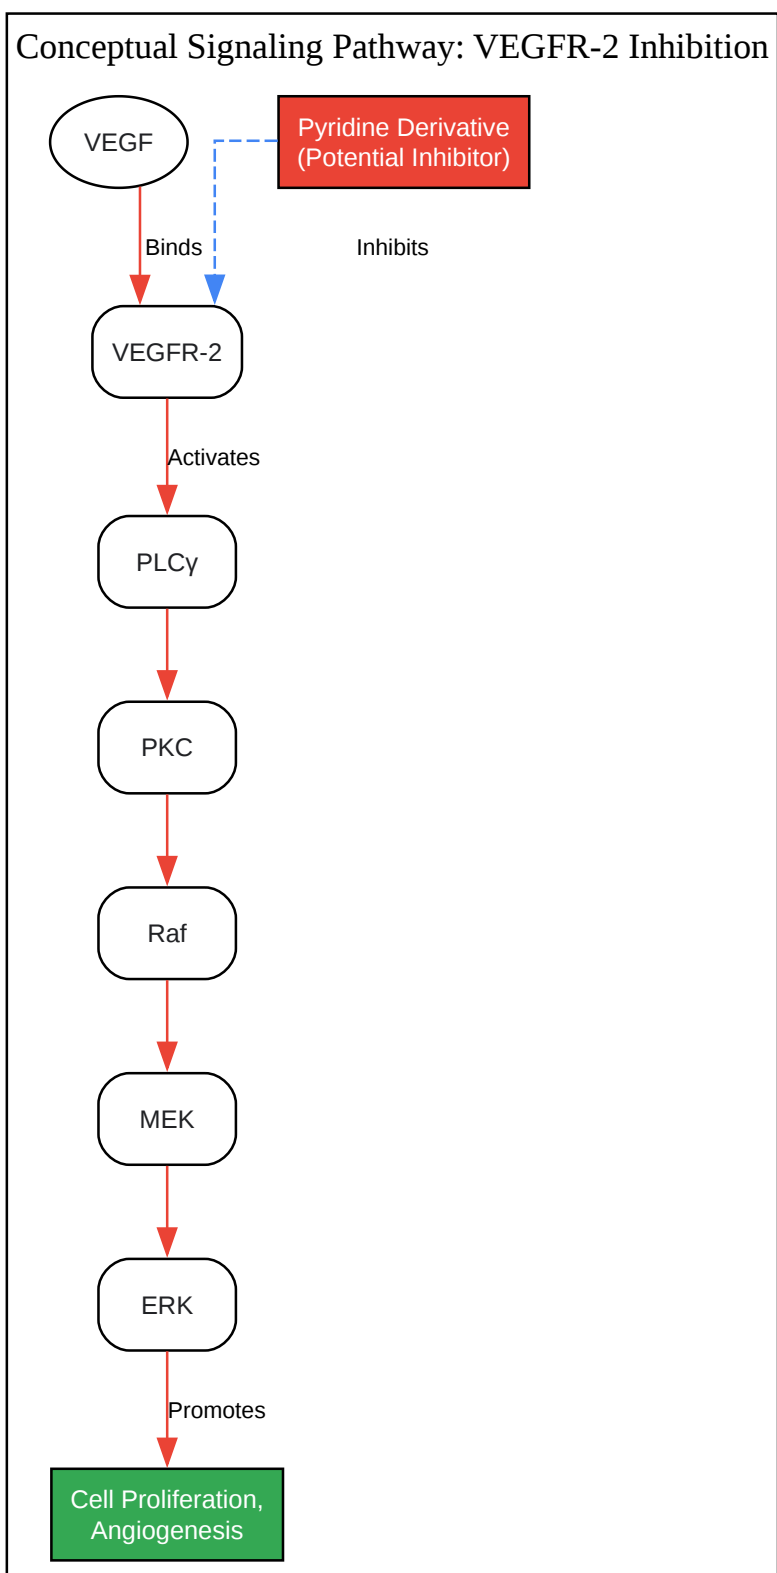 Conceptual Signaling Pathway: VEGFR-2 Inhibition
VEGF
Pyridine Derivative
(Potential Inhibitor)
Binds
Inhibits
VEGFR-2
Activates
PLCγ
PKC
Raf
MEK
ERK
Promotes
Cell Proliferation,
Angiogenesis